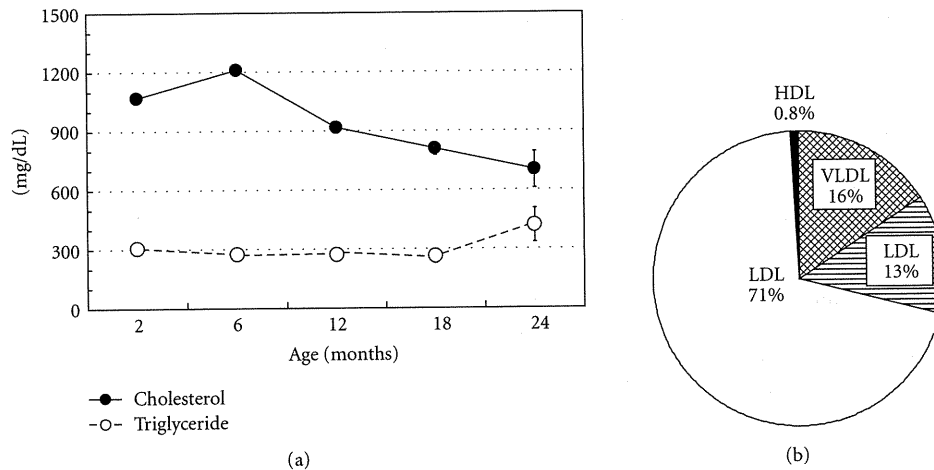 1500
1200
900
600
300
0
(mg/dL)
2 6 12 18 24
Age (months)
Cholesterol
Triglyceride
(a)
HDL
0.8%
VLDL
16%
LDL
13%
LDL
71%
(b)